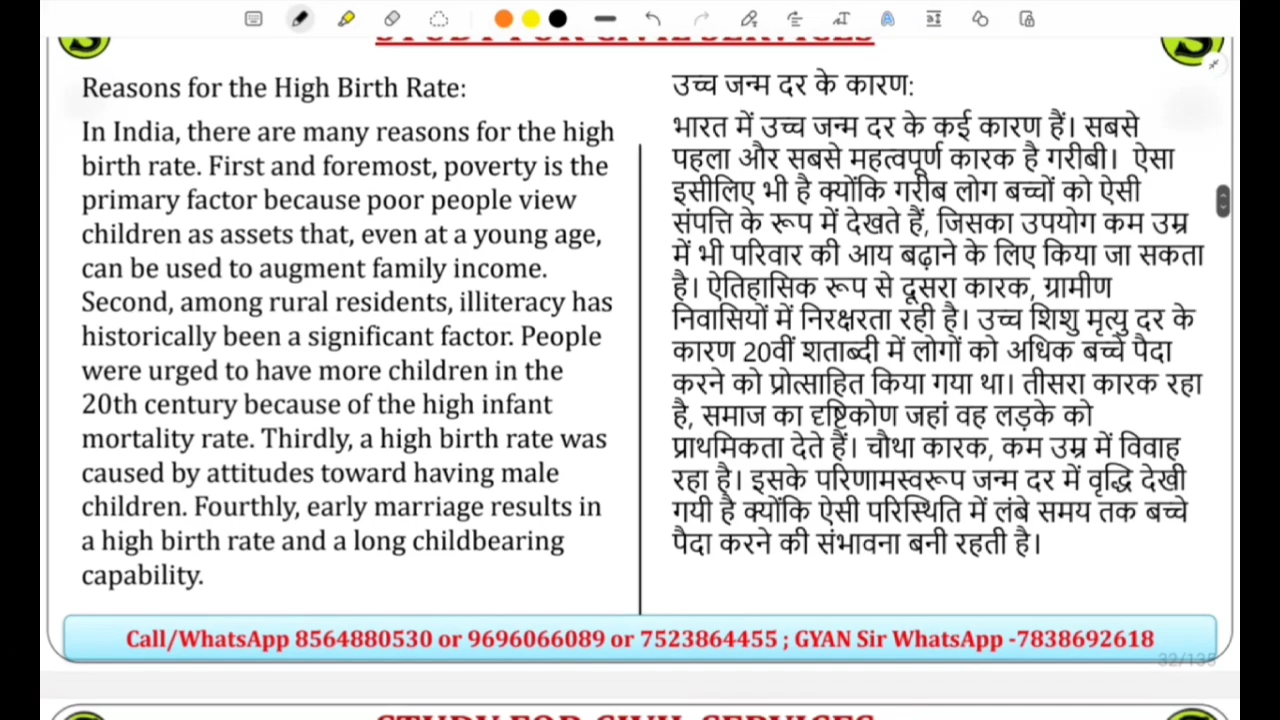 STUDY FOR CIVIL SERVICES
Reasons for the High Birth Rate:
In India, there are many reasons for the high
birth rate. First and foremost, poverty is the
primary factor because poor people view
children as assets that, even at a young age,
can be used to augment family income.
Second, among rural residents, illiteracy has
historically been a significant factor. People
were urged to have more children in the
20th century because of the high infant
mortality rate. Thirdly, a high birth rate was
caused by attitudes toward having male
children. Fourthly, early marriage results in
a high birth rate and a long childbearing
capability.
उच्च जन्म दर के कारण:
भारत में उच्च जन्म दर के कई कारण हैं। सबसे
पहला और सबसे महत्वपूर्ण कारक है गरीबी। ऐसा
इसीलिए भी है क्योंकि गरीब लोग बच्चों को ऐसी
संपत्ति के रूप में देखते हैं, जिसका उपयोग कम उम्र
में भी परिवार की आय बढ़ाने के लिए किया जा सकता
है। ऐतिहासिक रूप से दूसरा कारक, ग्रामीण
निवासियों में निरक्षरता रही है। उच्च शिशु मृत्यु दर के
कारण 20वीं शताब्दी में लोगों को अधिक बच्चे पैदा
करने को प्रोत्साहित किया गया था। तीसरा कारक रहा
है, समाज का दृष्टिकोण जहां वह लड़के को
प्राथमिकता देते हैं। चौथा कारक, कम उम्र में विवाह
रहा है। इसके परिणामस्वरूप जन्म दर में वृद्धि देखी
गयी है क्योंकि ऐसी परिस्थिति में लंबे समय तक बच्चे
पैदा करने की संभावना बनी रहती है।
Call/WhatsApp 8564880530 or 9696066089 or 7523864455 ; GYAN Sir WhatsApp -7838692618
STUDY FOR CIVIL SERVICES